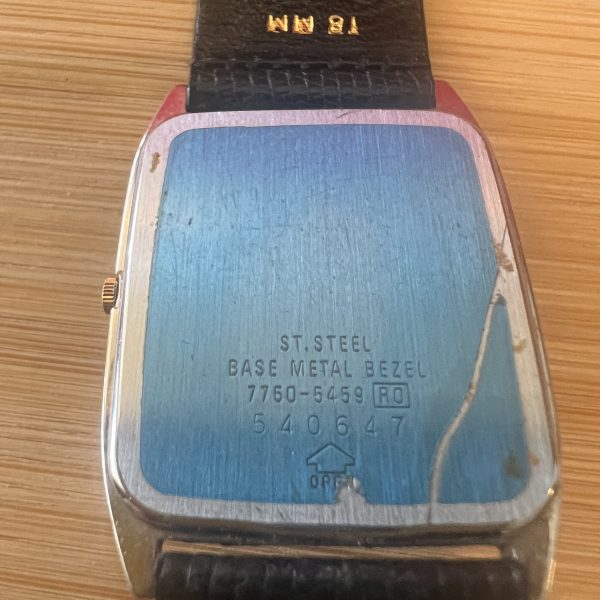 18 MM
ST. STEEL
BASE METAL BEZEL
7760-5459 RO
540647
OPEN